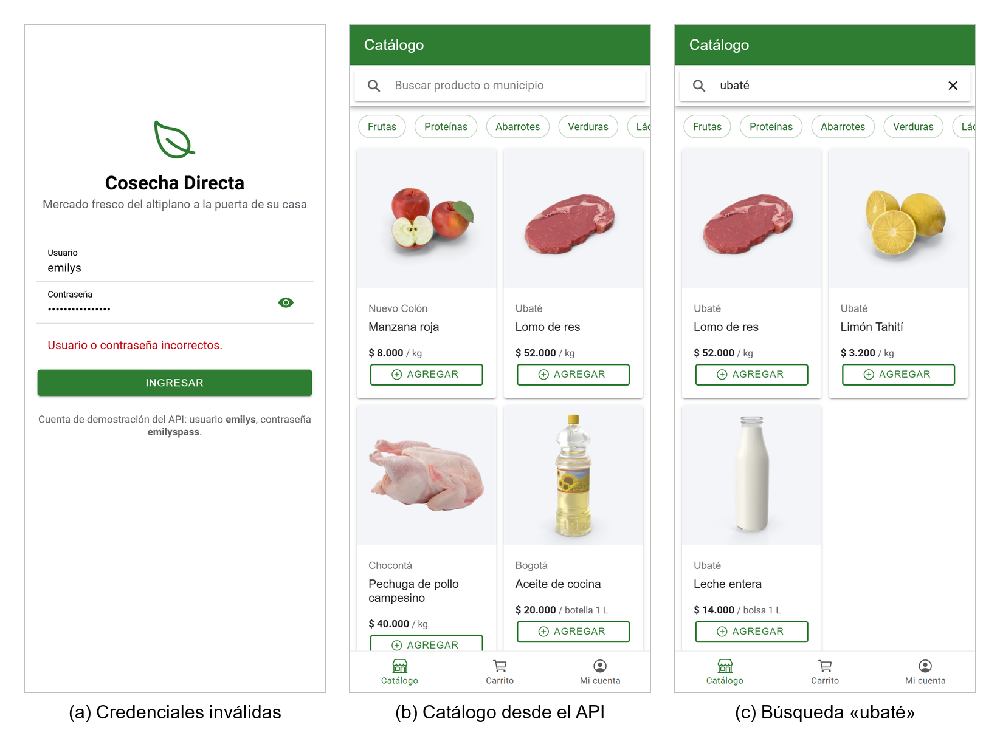 Cosecha Directa
Mercado fresco del altiplano a la puerta de su casa
Usuario
emilys
Contraseña
••••••••••••••••
Usuario o contraseña incorrectos.
INGRESAR
Cuenta de demostración del API: usuario emilys, contraseña
emilyspass.
(a) Credenciales inválidas
Catálogo
Buscar producto o municipio
Frutas Proteínas Abarrotes Verduras Lác
Nuevo Colón
Manzana roja
$ 8.000 / kg
AGREGAR
Ubaté
Lomo de res
$ 52.000 / kg
AGREGAR
Chocontá
Pechuga de pollo
campesino
$ 40.000 / kg
AGREGAR
Bogotá
Aceite de cocina
$ 20.000 / botella 1 L
AGREGAR
Catálogo Carrito Mi cuenta
(b) Catálogo desde el API
Catálogo
ubaté
Frutas Proteínas Abarrotes Verduras Lác
Ubaté
Lomo de res
$ 52.000 / kg
AGREGAR
Ubaté
Limón Tahití
$ 3.200 / kg
AGREGAR
Ubaté
Leche entera
$ 14.000 / bolsa 1 L
AGREGAR
Catálogo Carrito Mi cuenta
(c) Búsqueda «ubaté»